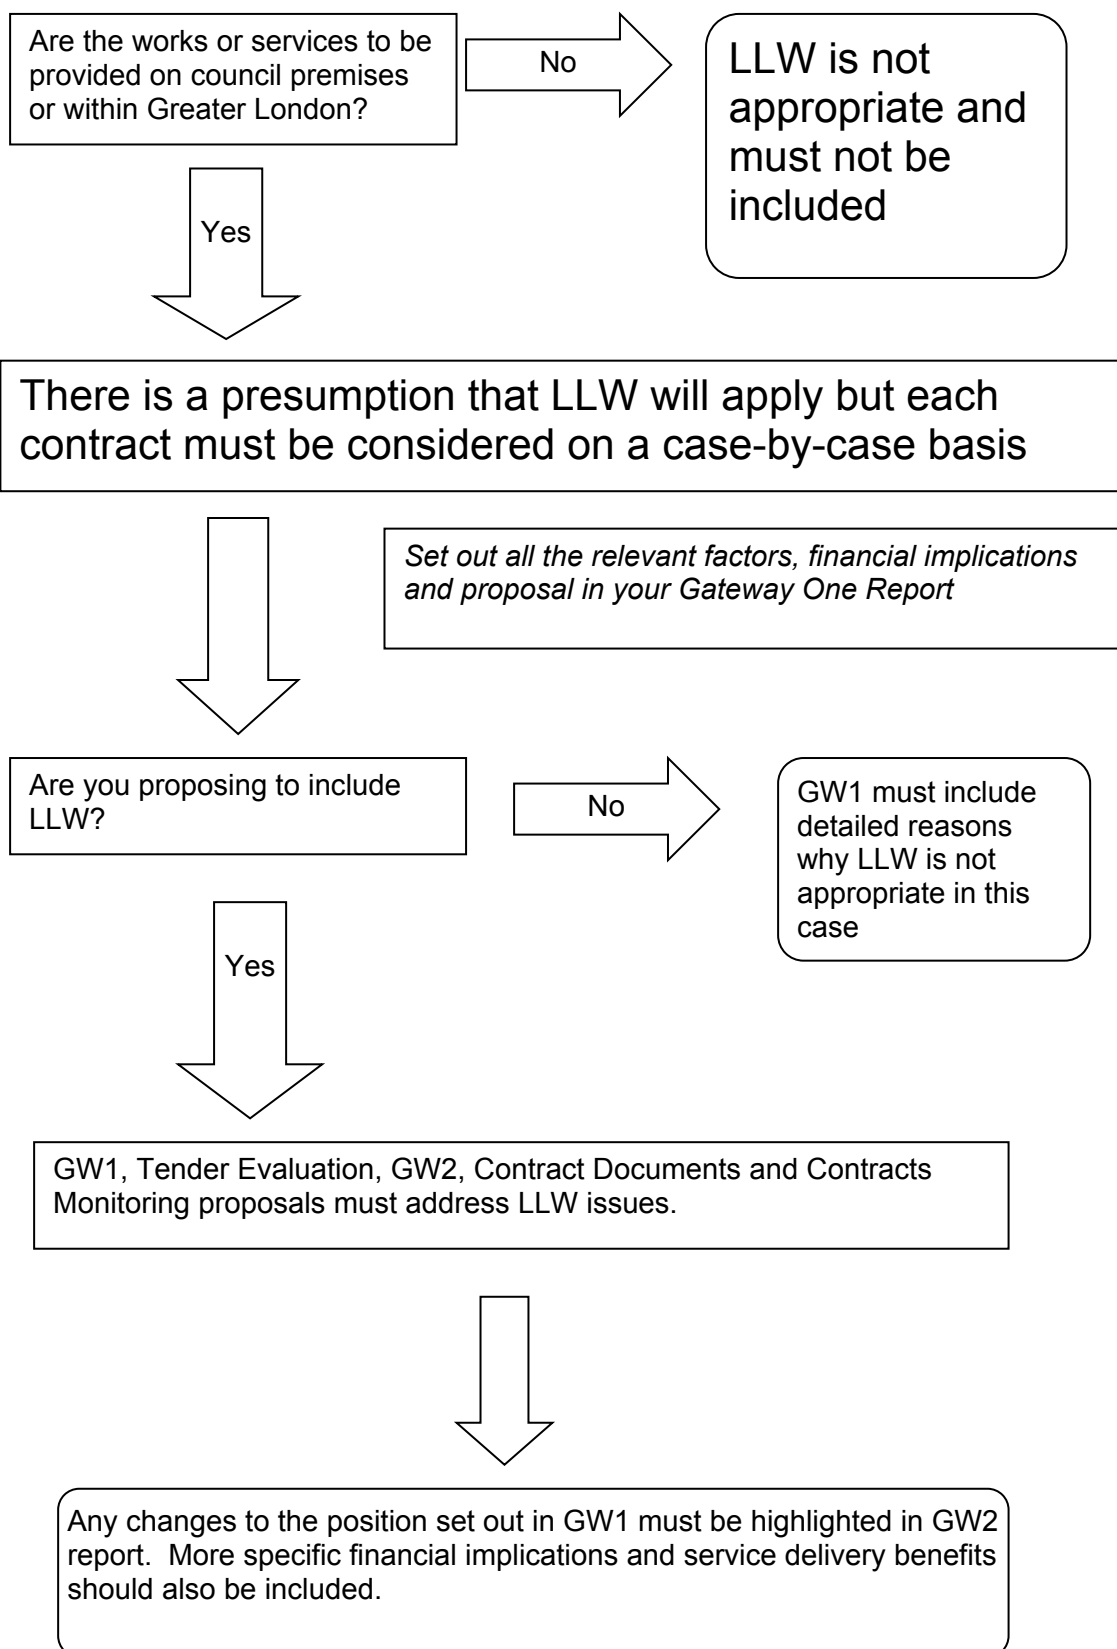 Are the works or services to be
provided on council premises
or within Greater London?
No
LLW is not
appropriate and
must not be
included
Yes
There is a presumption that LLW will apply but each
contract must be considered on a case-by-case basis
Set out all the relevant factors, financial implications
and proposal in your Gateway One Report
Are you proposing to include
LLW?
No
GW1 must include
detailed reasons
why LLW is not
appropriate in this
case
Yes
GW1, Tender Evaluation, GW2, Contract Documents and Contracts
Monitoring proposals must address LLW issues.
Any changes to the position set out in GW1 must be highlighted in GW2
report.  More specific financial implications and service delivery benefits
should also be included.